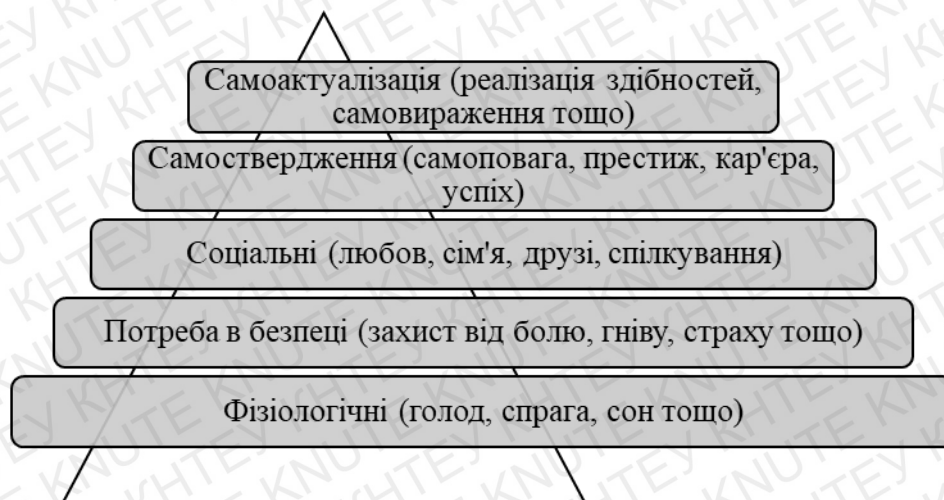 Самоактуалізація (реалізація здібностей,
самовираження тощо)
Самоствердження (самоповага, престиж, кар'єра,
успіх)
Соціальні (любов, сім'я, друзі, спілкування)
Потреба в безпеці (захист від болю, гніву, страху тощо)
Фізіологічні (голод, спрага, сон тощо)